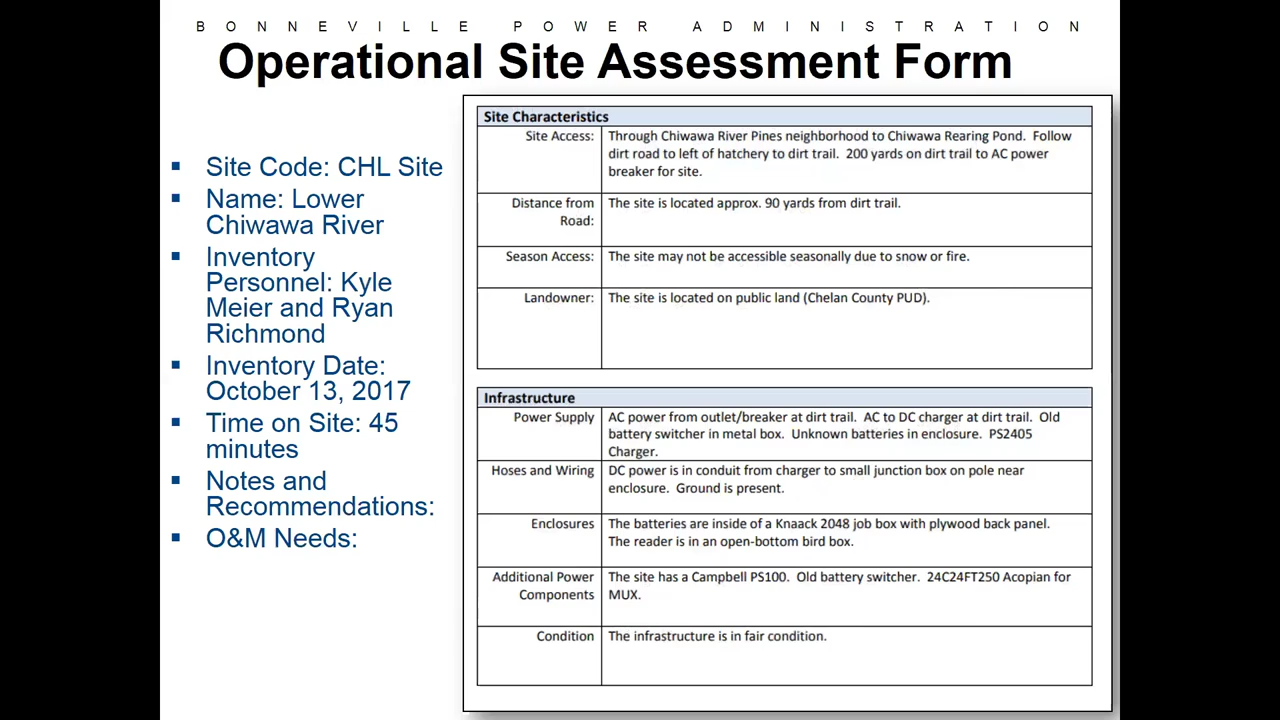 BONNEVILLE POWER ADMINISTRATION
Operational Site Assessment Form
▪ Site Code: CHL Site
▪ Name: Lower
Chiwawa River
▪ Inventory
Personnel: Kyle
Meier and Ryan
Richmond
▪ Inventory Date:
October 13, 2017
▪ Time on Site: 45
minutes
▪ Notes and
Recommendations:
▪ O&M Needs:
Site Characteristics
Site Access: Through Chiwawa River Pines neighborhood to Chiwawa Rearing Pond. Follow
dirt road to left of hatchery to dirt trail. 200 yards on dirt trail to AC power
breaker for site.
Distance from The site is located approx. 90 yards from dirt trail.
Road:
Season Access: The site may not be accessible seasonally due to snow or fire.
Landowner: The site is located on public land (Chelan County PUD).
Infrastructure
Power Supply AC power from outlet/breaker at dirt trail. AC to DC charger at dirt trail. Old
battery switcher in metal box. Unknown batteries in enclosure. PS2405
Charger.
Hoses and Wiring DC power is in conduit from charger to small junction box on pole near
enclosure. Ground is present.
Enclosures The batteries are inside of a Knaack 2048 job box with plywood back panel.
The reader is in an open-bottom bird box.
Additional Power The site has a Campbell PS100. Old battery switcher. 24C24FT250 Acopian for
Components MUX.
Condition The infrastructure is in fair condition.